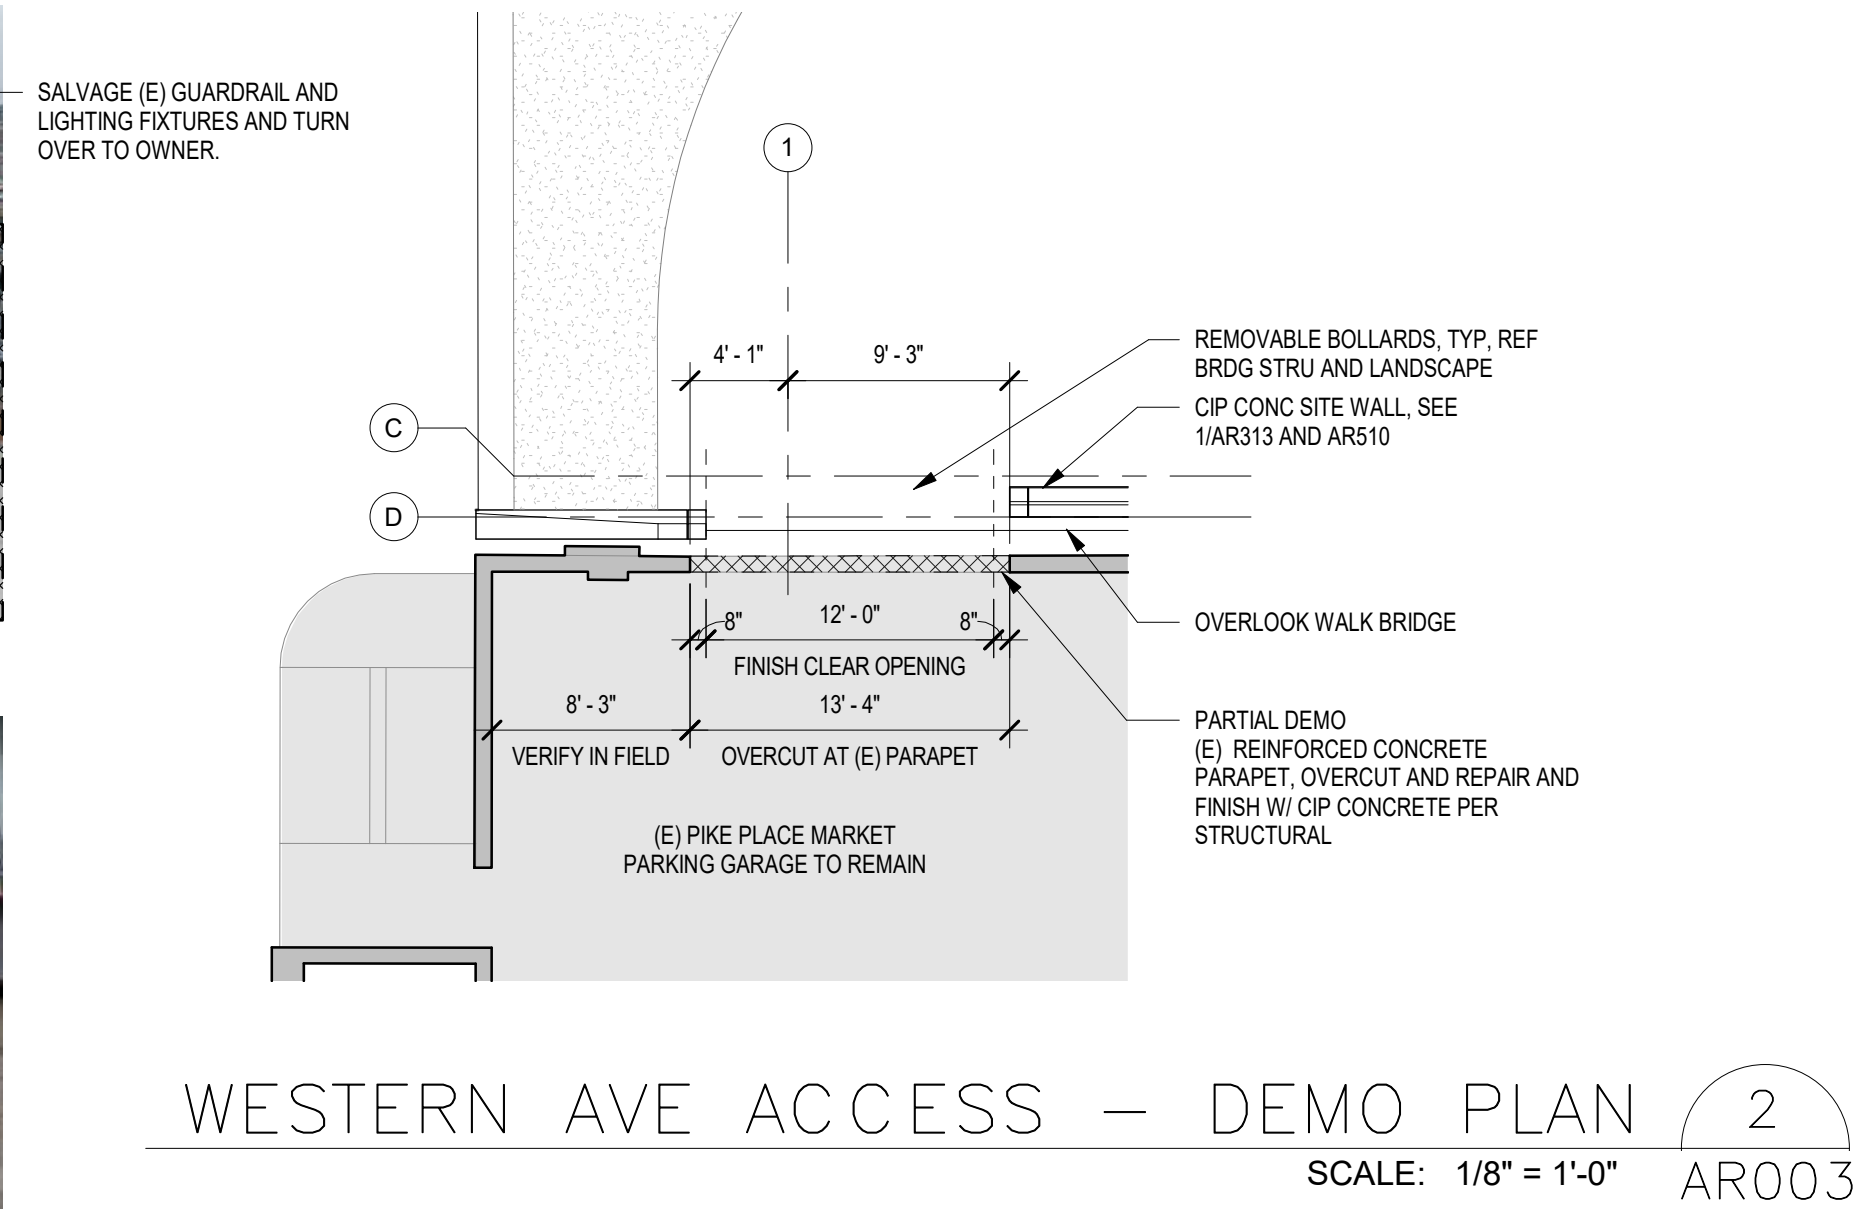 SALVAGE (E) GUARDRAIL AND
LIGHTING FIXTURES AND TURN
OVER TO OWNER.
1
4' - 1"
9' - 3"
REMOVABLE BOLLARDS, TYP, REF
BRDG STRU AND LANDSCAPE
C
CIP CONC SITE WALL, SEE
1/AR313 AND AR510
D
8"
12' - 0"
8"
FINISH CLEAR OPENING
OVERLOOK WALK BRIDGE
8' - 3"
13' - 4"
VERIFY IN FIELD
OVERCUT AT (E) PARAPET
PARTIAL DEMO
(E) REINFORCED CONCRETE
PARAPET, OVERCUT AND REPAIR AND
FINISH W/ CIP CONCRETE PER
STRUCTURAL
(E) PIKE PLACE MARKET
PARKING GARAGE TO REMAIN
WESTERN AVE ACCESS - DEMO PLAN
2
SCALE: 1/8" = 1'-0"
AR003